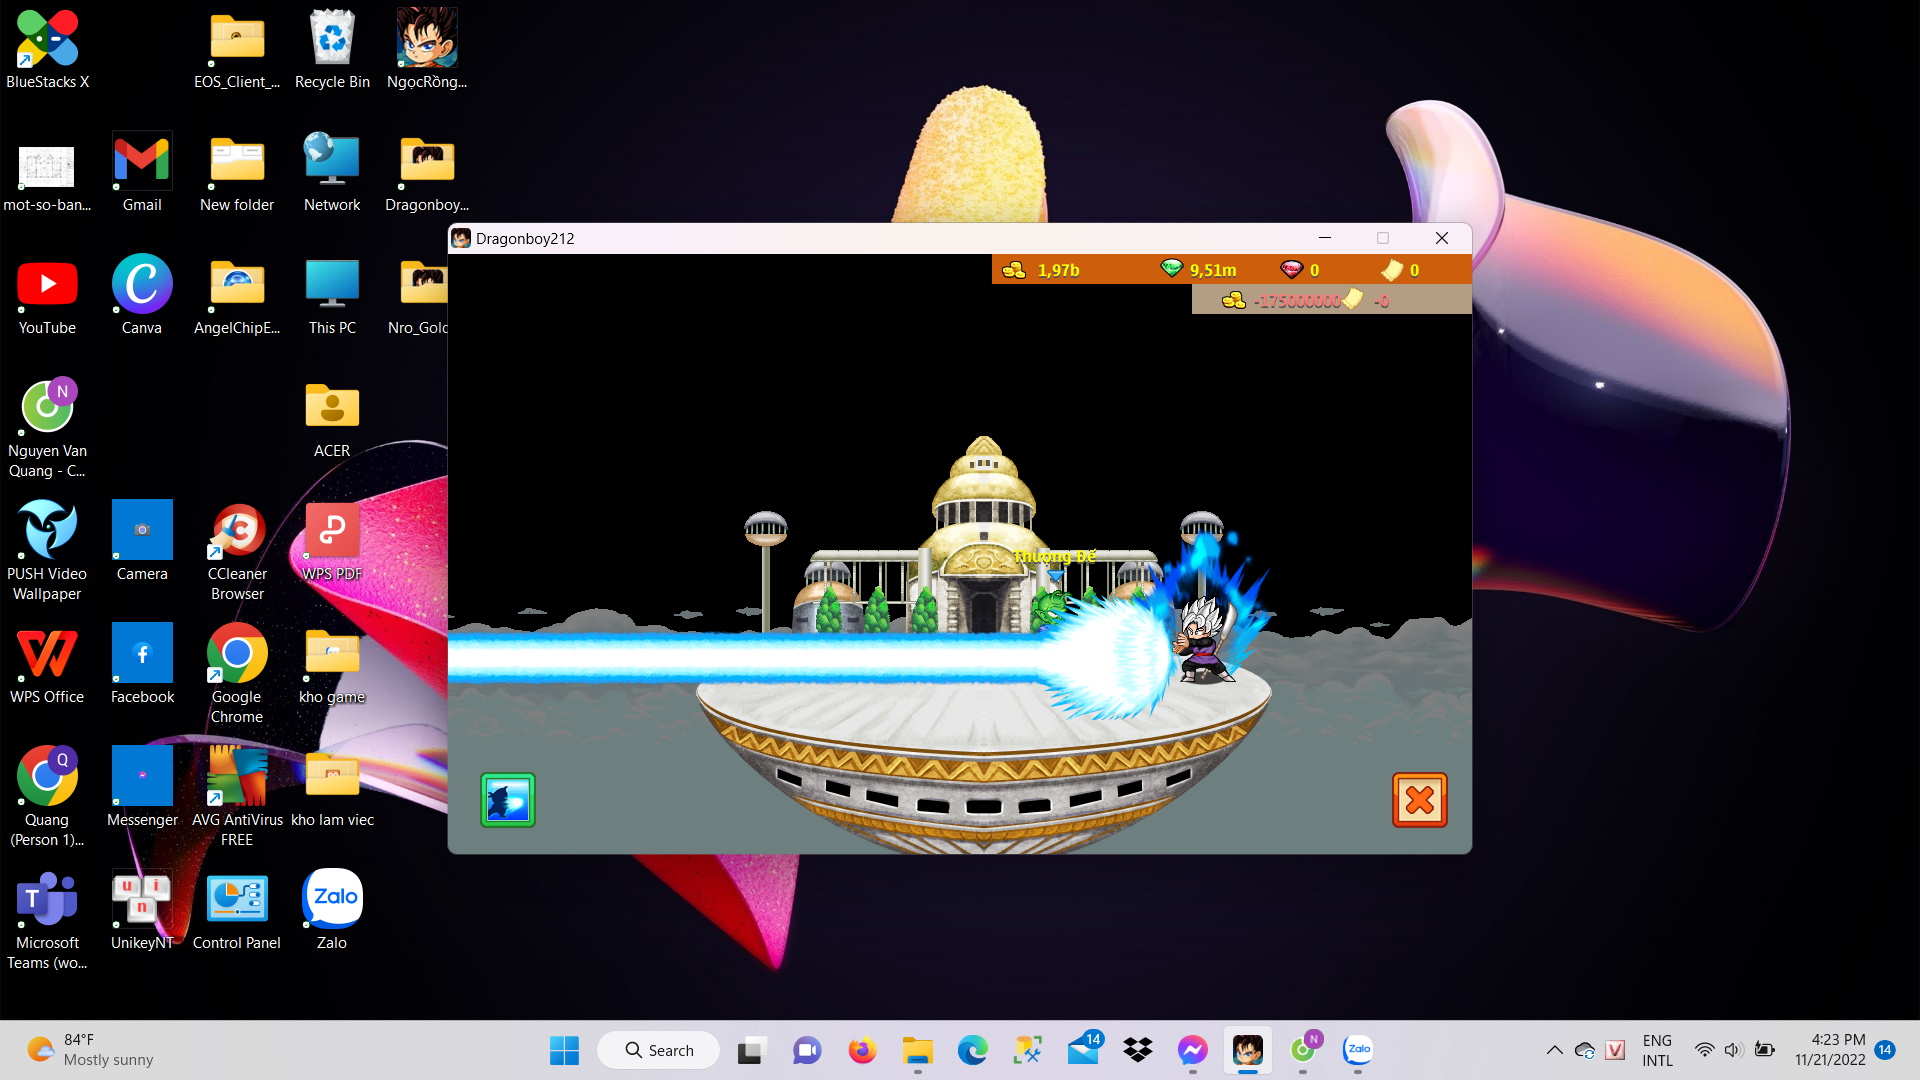 BlueStacks X
EOS_Client_...
Recycle Bin
NgọcRồng...
mot-so-ban...
Gmail
New folder
Network
Dragonboy...
YouTube
Canva
AngelChipE...
This PC
Nro_Gold
Nguyen Van
Quang - C...
ACER
PUSH Video
Wallpaper
Camera
CCleaner
Browser
WPS PDF
WPS Office
Facebook
Google
Chrome
kho game
Quang
(Person 1)...
Messenger
AVG AntiVirus
FREE
kho lam viec
Microsoft
Teams (wo...
UnikeyNT
Control Panel
Zalo
Zalo
Dragonboy212
1,97b
9,51m
0
0
-175000000
-0
Thượng Đế
84°F
Mostly sunny
Search
14
N
Zalo
ENG
INTL
4:23 PM
11/21/2022
14